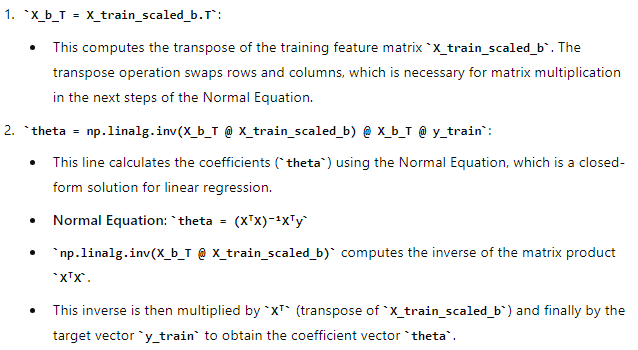 1. `X_b_T = X_train_scaled_b.T`:
• This computes the transpose of the training feature matrix `X_train_scaled_b`. The
transpose operation swaps rows and columns, which is necessary for matrix multiplication
in the next steps of the Normal Equation.
2. `theta = np.linalg.inv(X_b_T @ X_train_scaled_b) @ X_b_T @ y_train`:
• This line calculates the coefficients (`theta`) using the Normal Equation, which is a closed-
form solution for linear regression.
• Normal Equation: `theta = (XᵀX)⁻¹Xᵀy`
• `np.linalg.inv(X_b_T @ X_train_scaled_b)` computes the inverse of the matrix product
`XᵀX`.
• This inverse is then multiplied by `Xᵀ` (transpose of `X_train_scaled_b`) and finally by the
target vector `y_train` to obtain the coefficient vector `theta`.